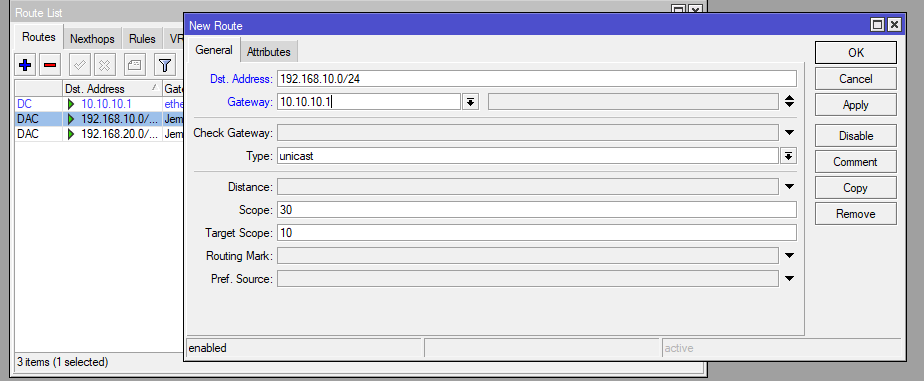 Route List
Routes Nexthops Rules VR
Dst. Address / Gate
DC 10.10.10.1 ethe
DAC 192.168.10.0/... Jem
DAC 192.168.20.0/... Jem
3 items (1 selected)
New Route
General Attributes
Dst. Address: 192.168.10.0/24
Gateway: 10.10.10.1
Check Gateway:
Type: unicast
Distance:
Scope: 30
Target Scope: 10
Routing Mark:
Pref. Source:
enabled
active
OK
Cancel
Apply
Disable
Comment
Copy
Remove